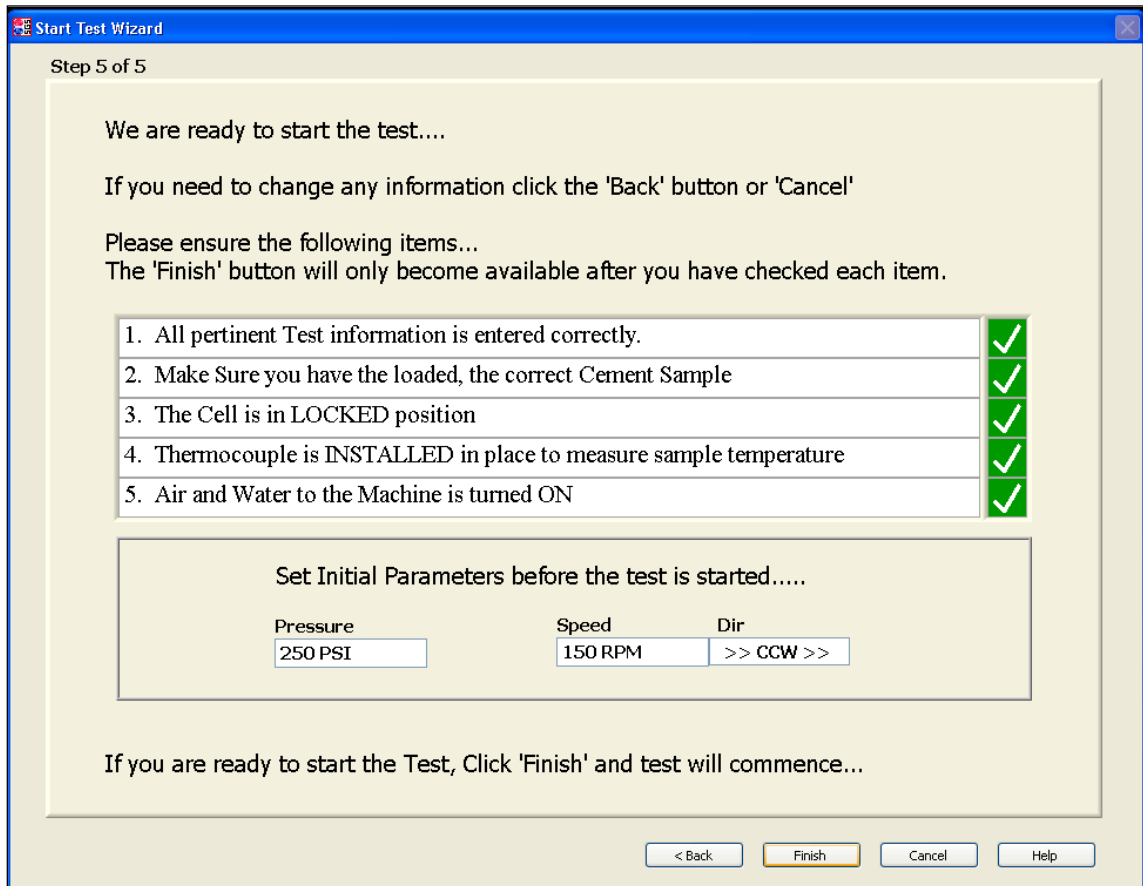 Start Test Wizard
Step 5 of 5
We are ready to start the test....
If you need to change any information click the 'Back' button or 'Cancel'
Please ensure the following items...
The 'Finish' button will only become available after you have checked each item.
1. All pertinent Test information is entered correctly.
2. Make Sure you have the loaded, the correct Cement Sample
3. The Cell is in LOCKED position
4. Thermocouple is INSTALLED in place to measure sample temperature
5. Air and Water to the Machine is turned ON
Set Initial Parameters before the test is started.....
Pressure Speed Dir
250 PSI 150 RPM >> CCW >>
If you are ready to start the Test, Click 'Finish' and test will commence...
< Back Finish Cancel Help